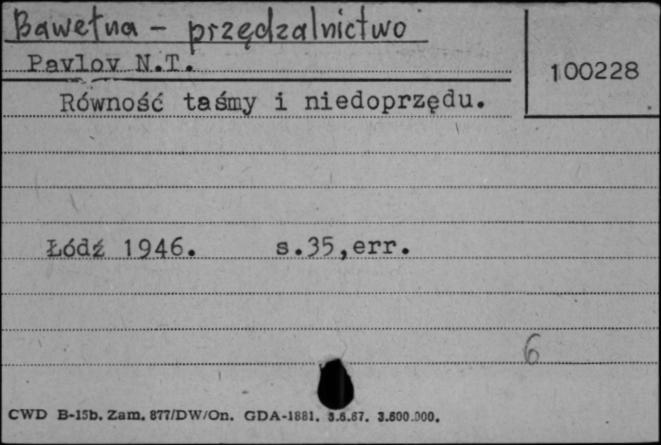 Bawełna - przędzalnictwo
Pavlov N.T.
100228
Równość taśmy i niedoprzędu.
Łódź 1946. s.35,err.
6
CWD B-15b. Zam. 877/DW/On. GDA-1881. 3.6.67. 3.600.000.